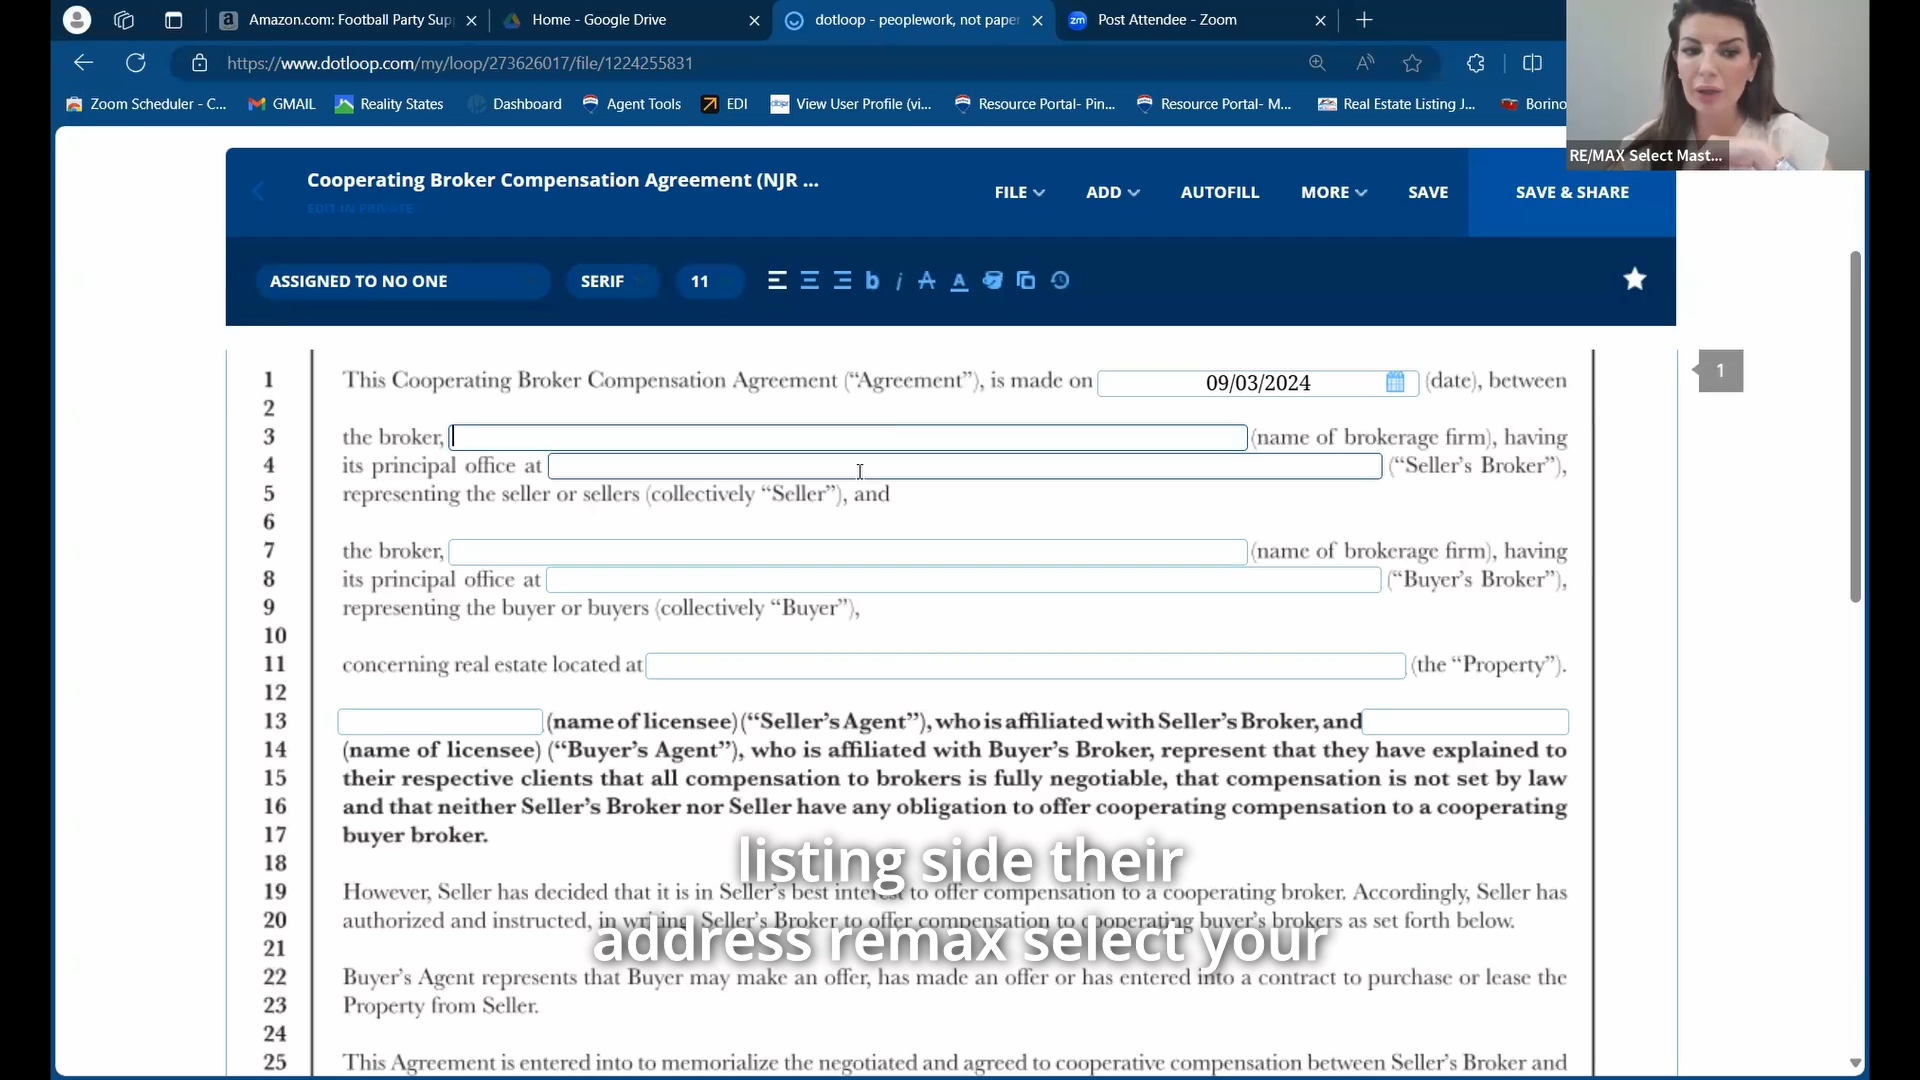 Amazon.com: Football Party Sup
Home - Google Drive
dotloop - peoplework, not pape
zm
Post Attendee - Zoom
https://www.dotloop.com/my/loop/273626017/file/1224255831
Zoom Scheduler - C...
GMAIL
Reality States
Dashboard
Agent Tools
EDI
View User Profile (vi...
Resource Portal- Pin...
Resource Portal- M...
Real Estate Listing J...
Borino
RE/MAX Select Mast...
Cooperating Broker Compensation Agreement (NJR ...
EDIT IN PRIVATE
FILE
ADD
AUTOFILL
MORE
SAVE
SAVE & SHARE
ASSIGNED TO NO ONE
SERIF
11
1
1 This Cooperating Broker Compensation Agreement (“Agreement”), is made on 09/03/2024 (date), between
2
3 the broker, (name of brokerage firm), having
4 its principal office at (“Seller’s Broker”),
5 representing the seller or sellers (collectively “Seller”), and
6
7 the broker, (name of brokerage firm), having
8 its principal office at (“Buyer’s Broker”),
9 representing the buyer or buyers (collectively “Buyer”),
10
11 concerning real estate located at (the “Property”).
12
13 (name of licensee) (“Seller’s Agent”), who is affiliated with Seller’s Broker, and
14 (name of licensee) (“Buyer’s Agent”), who is affiliated with Buyer’s Broker, represent that they have explained to
15 their respective clients that all compensation to brokers is fully negotiable, that compensation is not set by law
16 and that neither Seller’s Broker nor Seller have any obligation to offer cooperating compensation to a cooperating
17 buyer broker.
18
19 However, Seller has decided that it is in Seller’s best interest to offer compensation to a cooperating broker. Accordingly, Seller has
20 authorized and instructed, in writing, Seller’s Broker to offer compensation to cooperating buyer’s brokers as set forth below.
21
22 Buyer’s Agent represents that Buyer may make an offer, has made an offer or has entered into a contract to purchase or lease the
23 Property from Seller.
24
25 This Agreement is entered into to memorialize the negotiated and agreed to cooperative compensation between Seller’s Broker and
listing side their
address remax select your